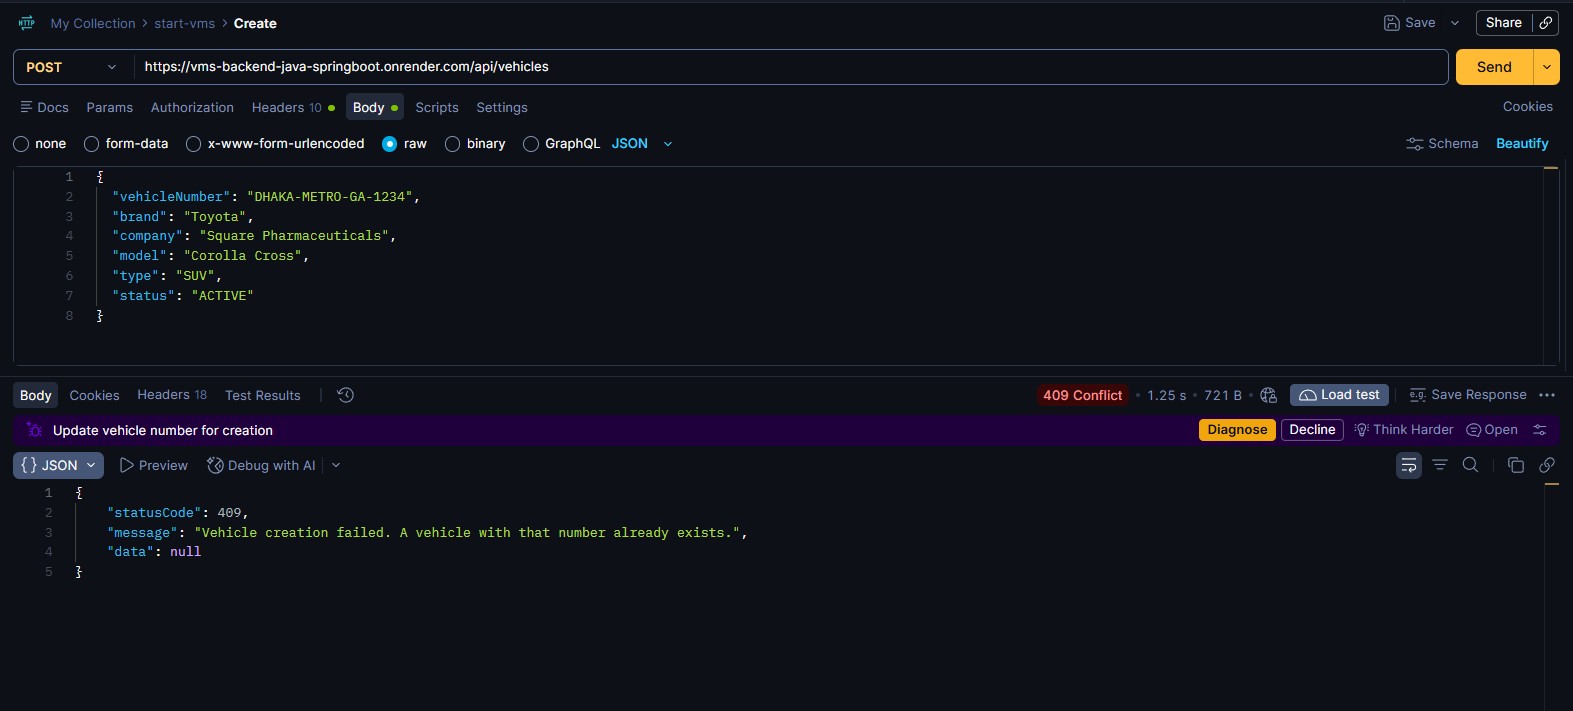 HTTP My Collection > start-vms > Create Save Share
POST https://vms-backend-java-springboot.onrender.com/api/vehicles Send
Docs Params Authorization Headers 10 Body Scripts Settings Cookies
none form-data x-www-form-urlencoded raw binary GraphQL JSON Schema Beautify
1 {
2 "vehicleNumber": "DHAKA-METRO-GA-1234",
3 "brand": "Toyota",
4 "company": "Square Pharmaceuticals",
5 "model": "Corolla Cross",
6 "type": "SUV",
7 "status": "ACTIVE"
8 }
Body Cookies Headers 18 Test Results 409 Conflict • 1.25 s • 721 B • Load test e.g. Save Response
Update vehicle number for creation Diagnose Decline Think Harder Open
{} JSON Preview Debug with AI
1 {
2 "statusCode": 409,
3 "message": "Vehicle creation failed. A vehicle with that number already exists.",
4 "data": null
5 }